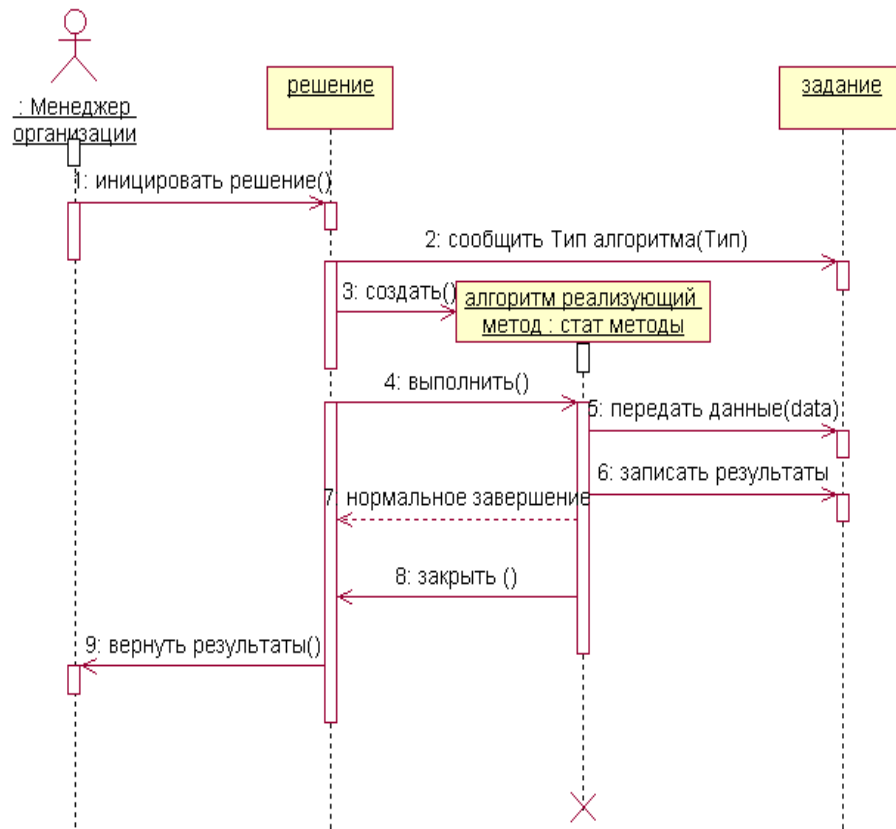 решение
задание
: Менеджер
организации
1: иницировать решение()
2: сообщить Тип алгоритма(Тип)
3: создать()
алгоритм реализующий
метод : стат методы
4: выполнить()
5: передать данные(data)
6: записать результаты
7: нормальное завершение
8: закрыть ()
9: вернуть результаты()